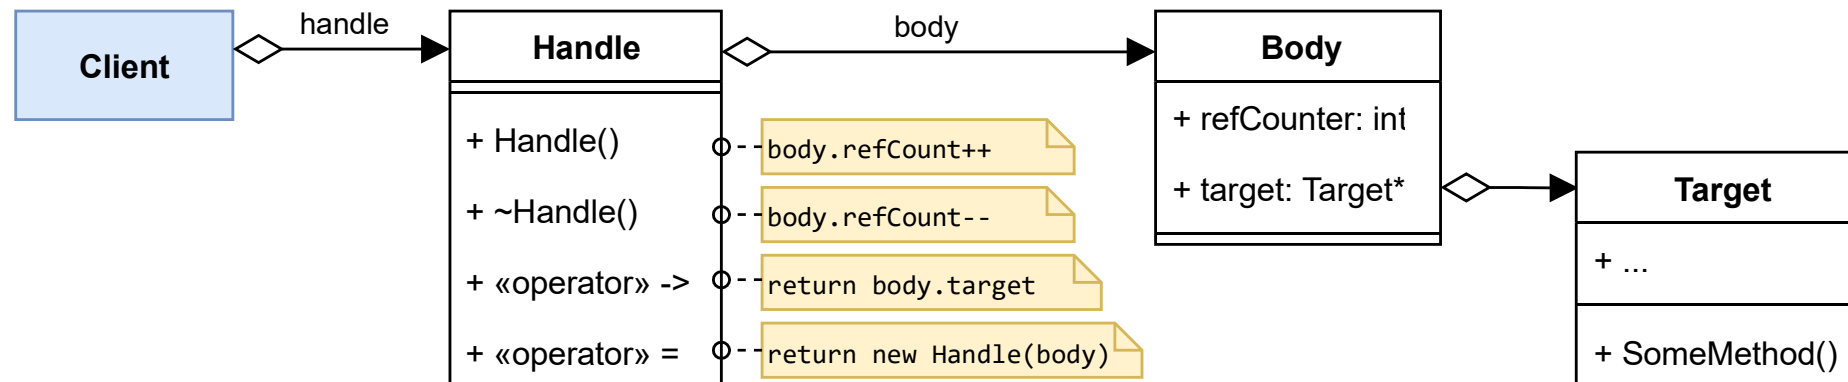 Client
handle
Handle
body
Body
+ Handle()
body.refCount++
+ ~Handle()
body.refCount--
+ «operator» ->
return body.target
+ «operator» =
return new Handle(body)
+ refCounter: int
+ target: Target*
Target
+ ...
+ SomeMethod()